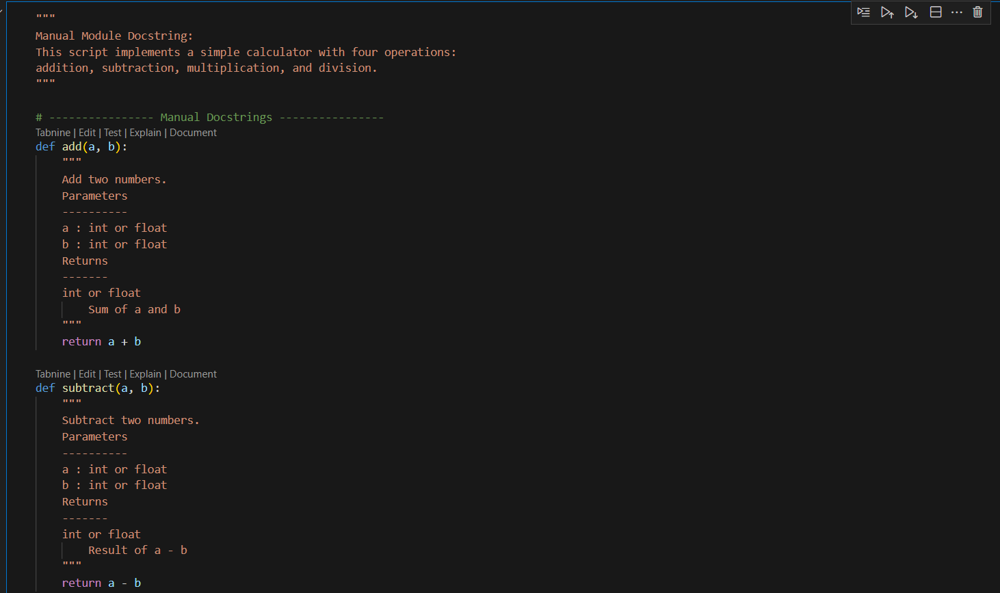 """
Manual Module Docstring:
This script implements a simple calculator with four operations:
addition, subtraction, multiplication, and division.
"""
# ---------------- Manual Docstrings ----------------
Tabnine | Edit | Test | Explain | Document
def add(a, b):
    """
    Add two numbers.
    Parameters
    ----------
    a : int or float
    b : int or float
    Returns
    -------
    int or float
        Sum of a and b
    """
    return a + b
Tabnine | Edit | Test | Explain | Document
def subtract(a, b):
    """
    Subtract two numbers.
    Parameters
    ----------
    a : int or float
    b : int or float
    Returns
    -------
    int or float
        Result of a - b
    """
    return a - b